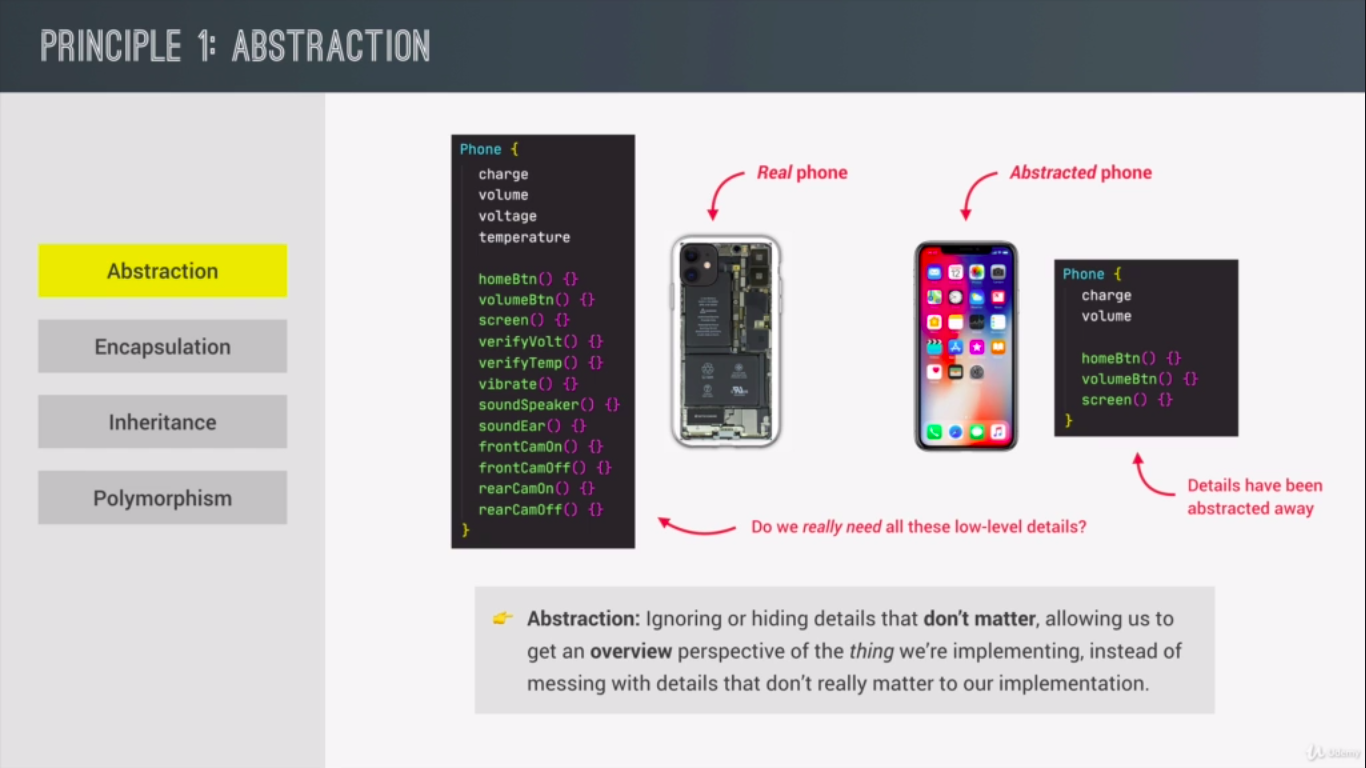 PRINCIPLE 1: ABSTRACTION
Abstraction
Encapsulation
Inheritance
Polymorphism
Phone {
charge
volume
voltage
temperature
homeBtn() {}
volumeBtn() {}
screen() {}
verifyVolt() {}
verifyTemp() {}
vibrate() {}
soundSpeaker() {}
soundEar() {}
frontCamOn() {}
frontCamOff() {}
rearCamOn() {}
rearCamOff() {}
}
Real phone
Do we really need all these low-level details?
Abstracted phone
Phone {
charge
volume
homeBtn() {}
volumeBtn() {}
screen() {}
}
Details have been
abstracted away
👉 Abstraction: Ignoring or hiding details that don’t matter, allowing us to
get an overview perspective of the thing we’re implementing, instead of
messing with details that don’t really matter to our implementation.
Udemy